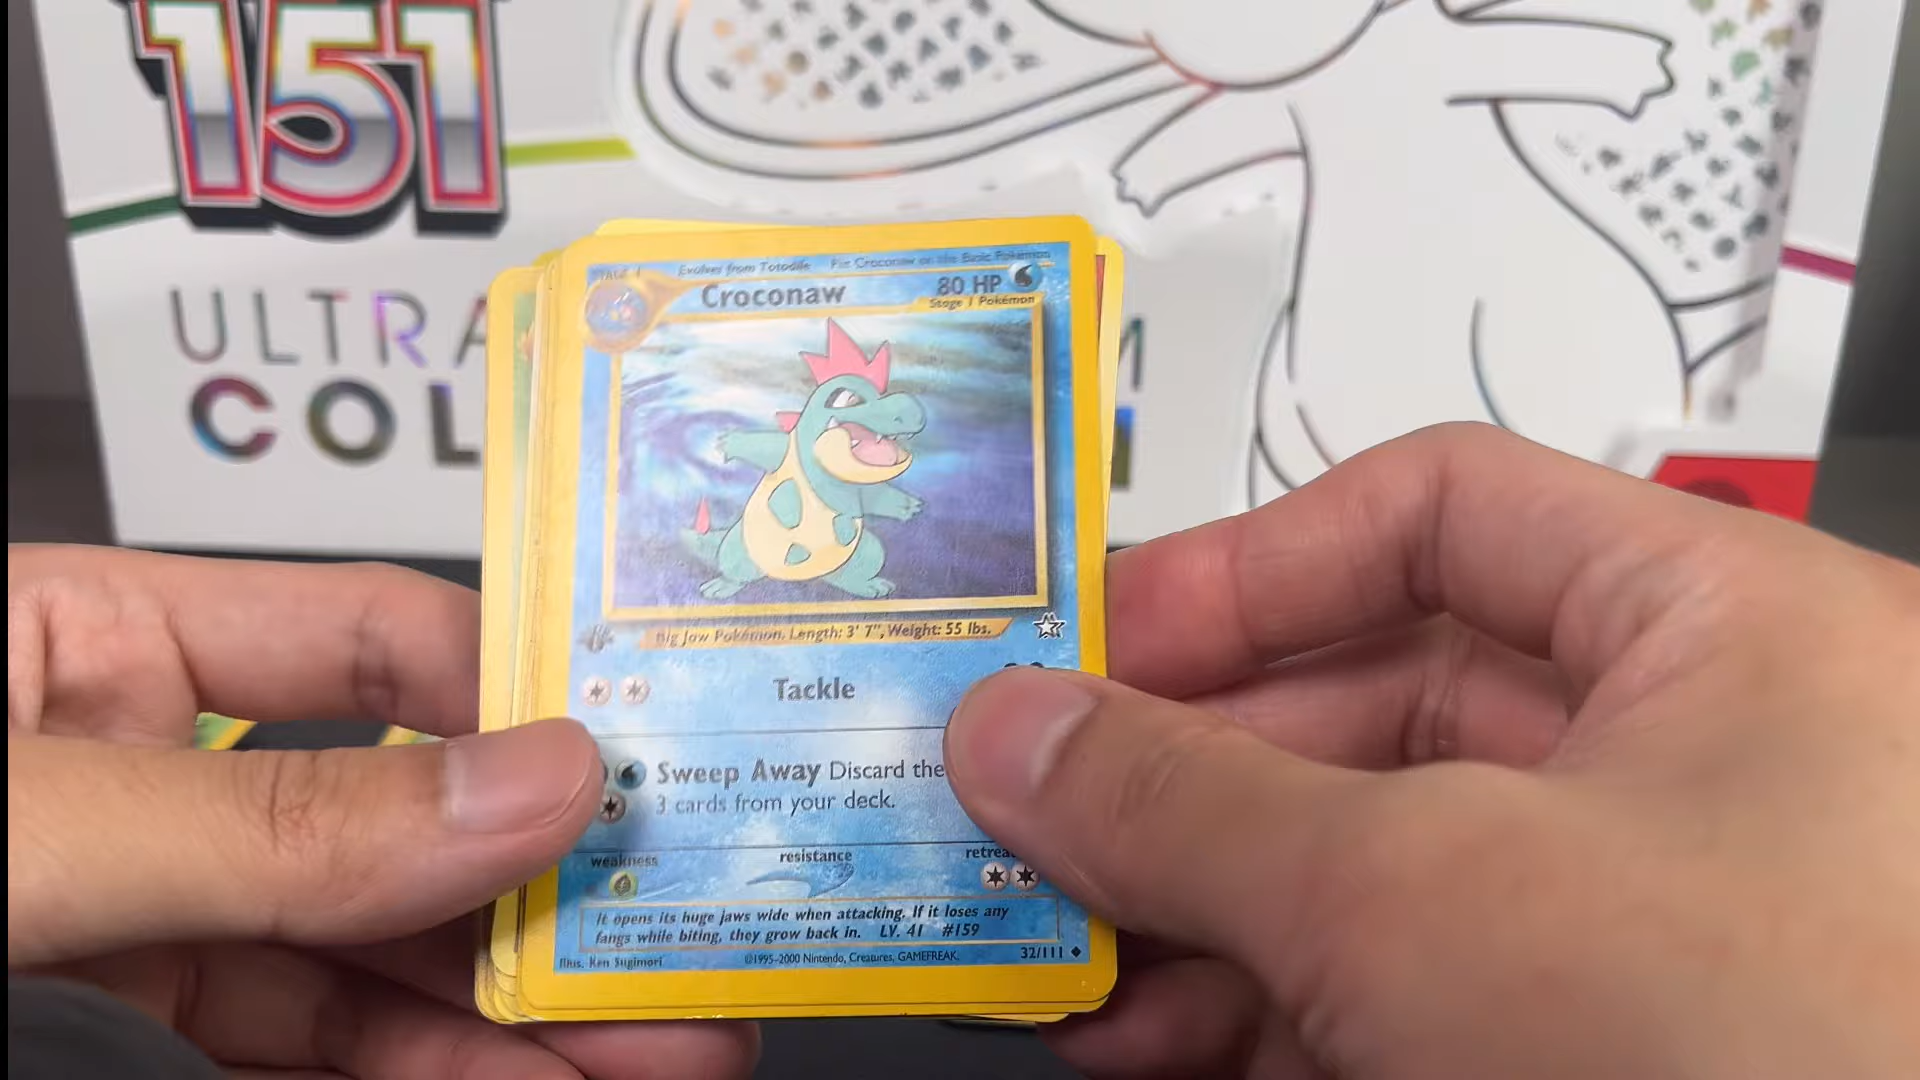 151
ULTRA
COL
STAGE 1
Evolves from Totodile Put Croconaw on the Basic Pokémon
Croconaw
80 HP
Stage 1 Pokémon
Big Jaw Pokémon. Length: 3' 7", Weight: 55 lbs.
Tackle
Sweep Away Discard the
3 cards from your deck.
weakness
resistance
retrea
It opens its huge jaws wide when attacking. If it loses any
fangs while biting, they grow back in. LV. 41 #159
Illus. Ken Sugimori
©1995-2000 Nintendo, Creatures, GAMEFREAK.
32/111